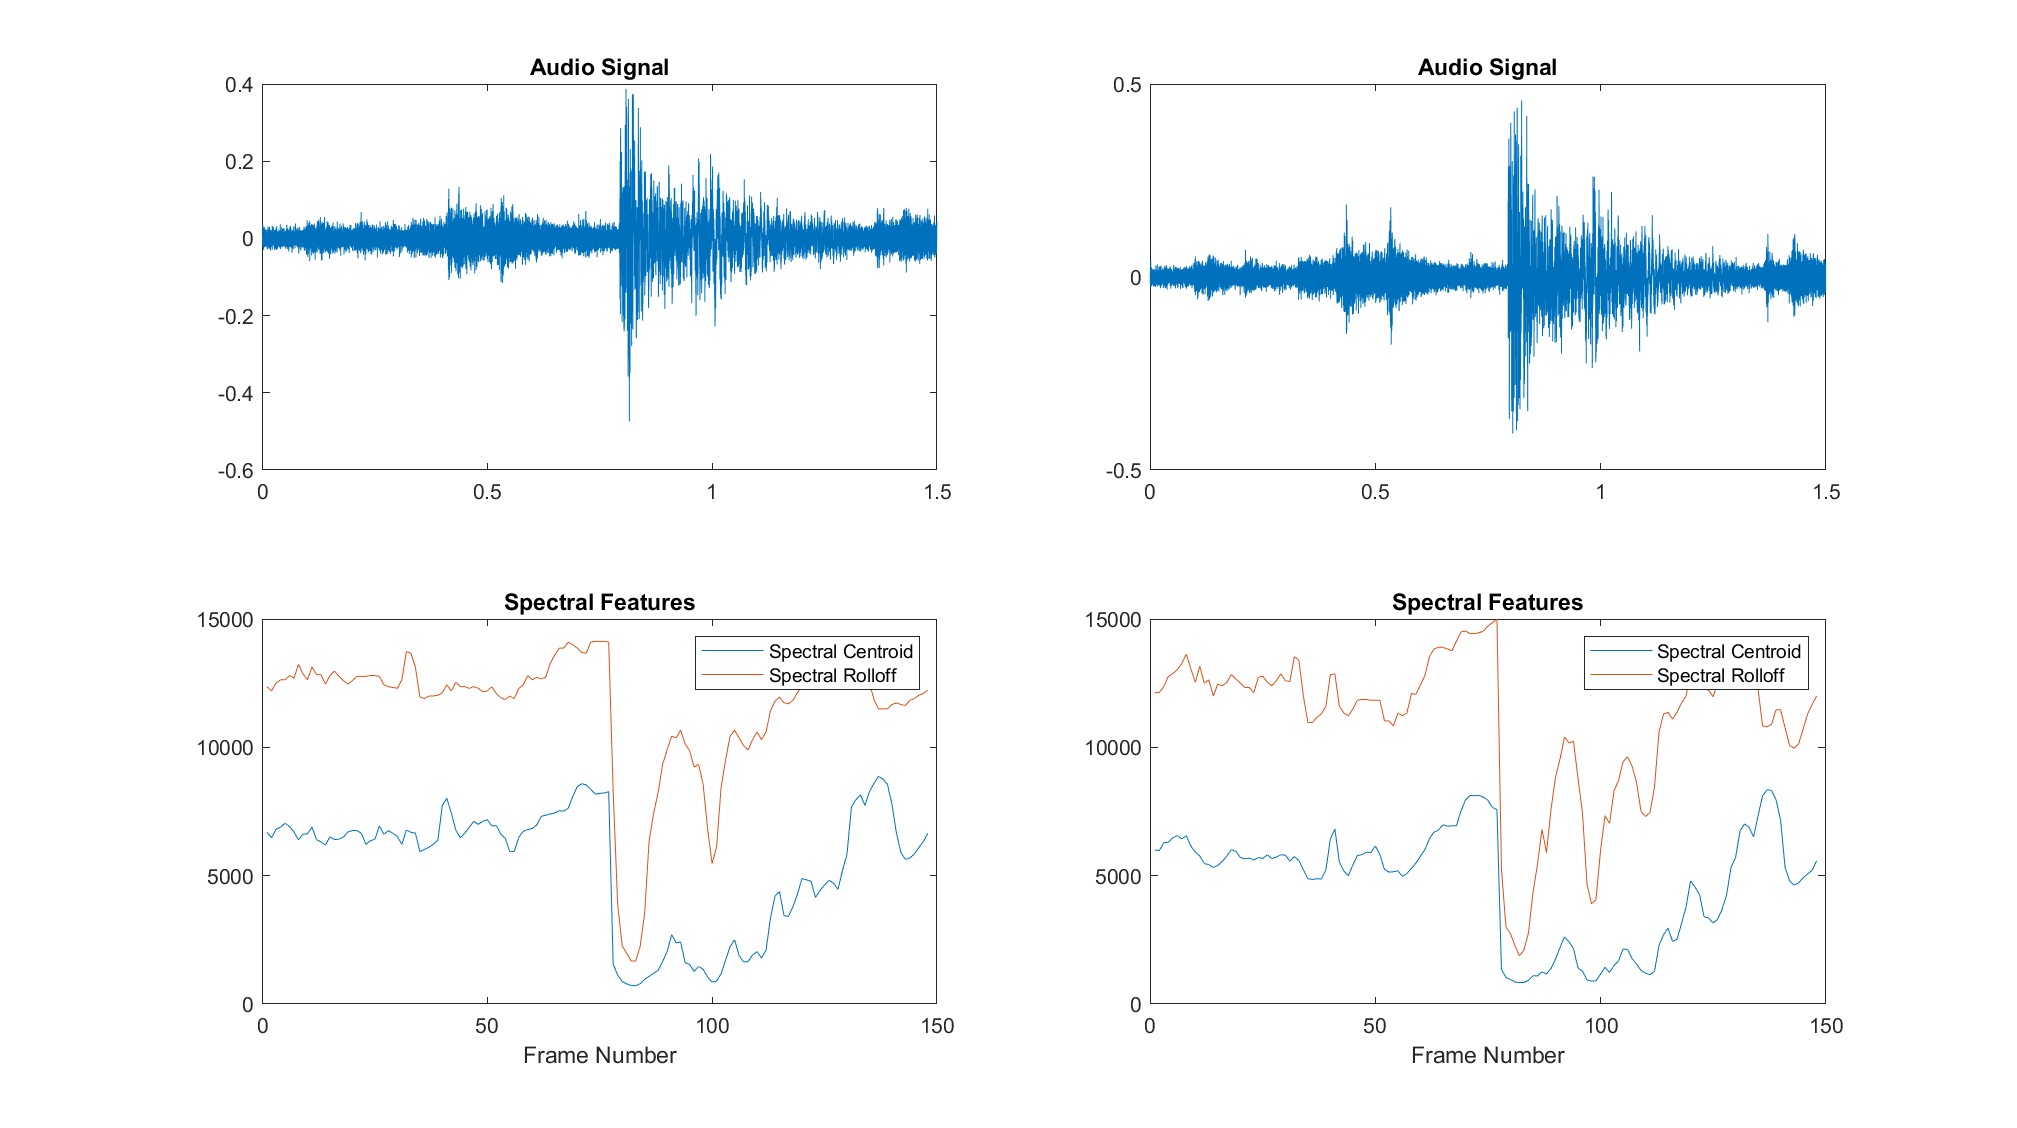 Audio Signal
0.4
0.2
0
-0.2
-0.4
-0.6
0 0.5 1 1.5
Audio Signal
0.5
0
-0.5
0 0.5 1 1.5
Spectral Features
15000
10000
5000
0
Spectral Centroid
Spectral Rolloff
0 50 100 150
Frame Number
Spectral Features
15000
10000
5000
0
Spectral Centroid
Spectral Rolloff
0 50 100 150
Frame Number